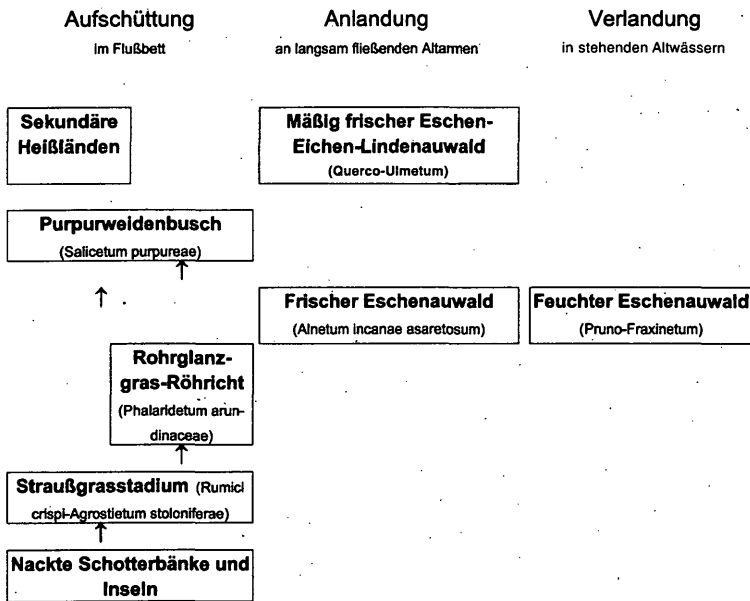 Aufschüttung
im Flußbett
Anlandung
an langsam fließenden Altarmen
Verlandung
in stehenden Altwässern
Sekundäre
Heißländen
Mäßig frischer Eschen-
Eichen-Lindenauwald
(Querco-Ulmetum)
Purpurweidenbusch
(Salicetum purpureae)
↑
↑
Frischer Eschenauwald
(Alnetum incanae asaretosum)
Feuchter Eschenauwald
(Pruno-Fraxinetum)
Rohrglanz-
gras-Röhricht
(Phalaridetum arun-
dinaceae)
↑
Straußgrasstadium (Rumici
crispi-Agrostietum stoloniferae)
↑
Nackte Schotterbänke und
Inseln